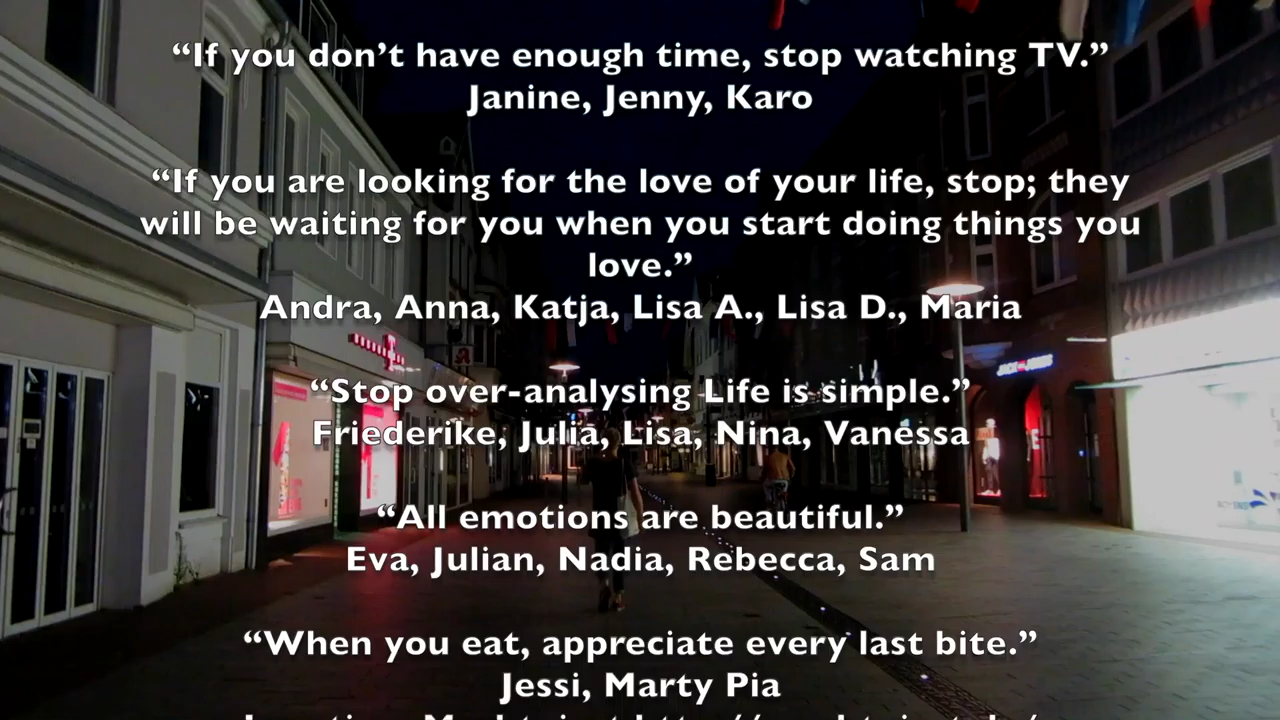 “If you don’t have enough time, stop watching TV.”
Janine, Jenny, Karo
“If you are looking for the love of your life, stop; they
will be waiting for you when you start doing things you
love.”
Andra, Anna, Katja, Lisa A., Lisa D., Maria
“Stop over-analysing Life is simple.”
Friederike, Julia, Lisa, Nina, Vanessa
“All emotions are beautiful.”
Eva, Julian, Nadia, Rebecca, Sam
“When you eat, appreciate every last bite.”
Jessi, Marty Pia
JACK JONES